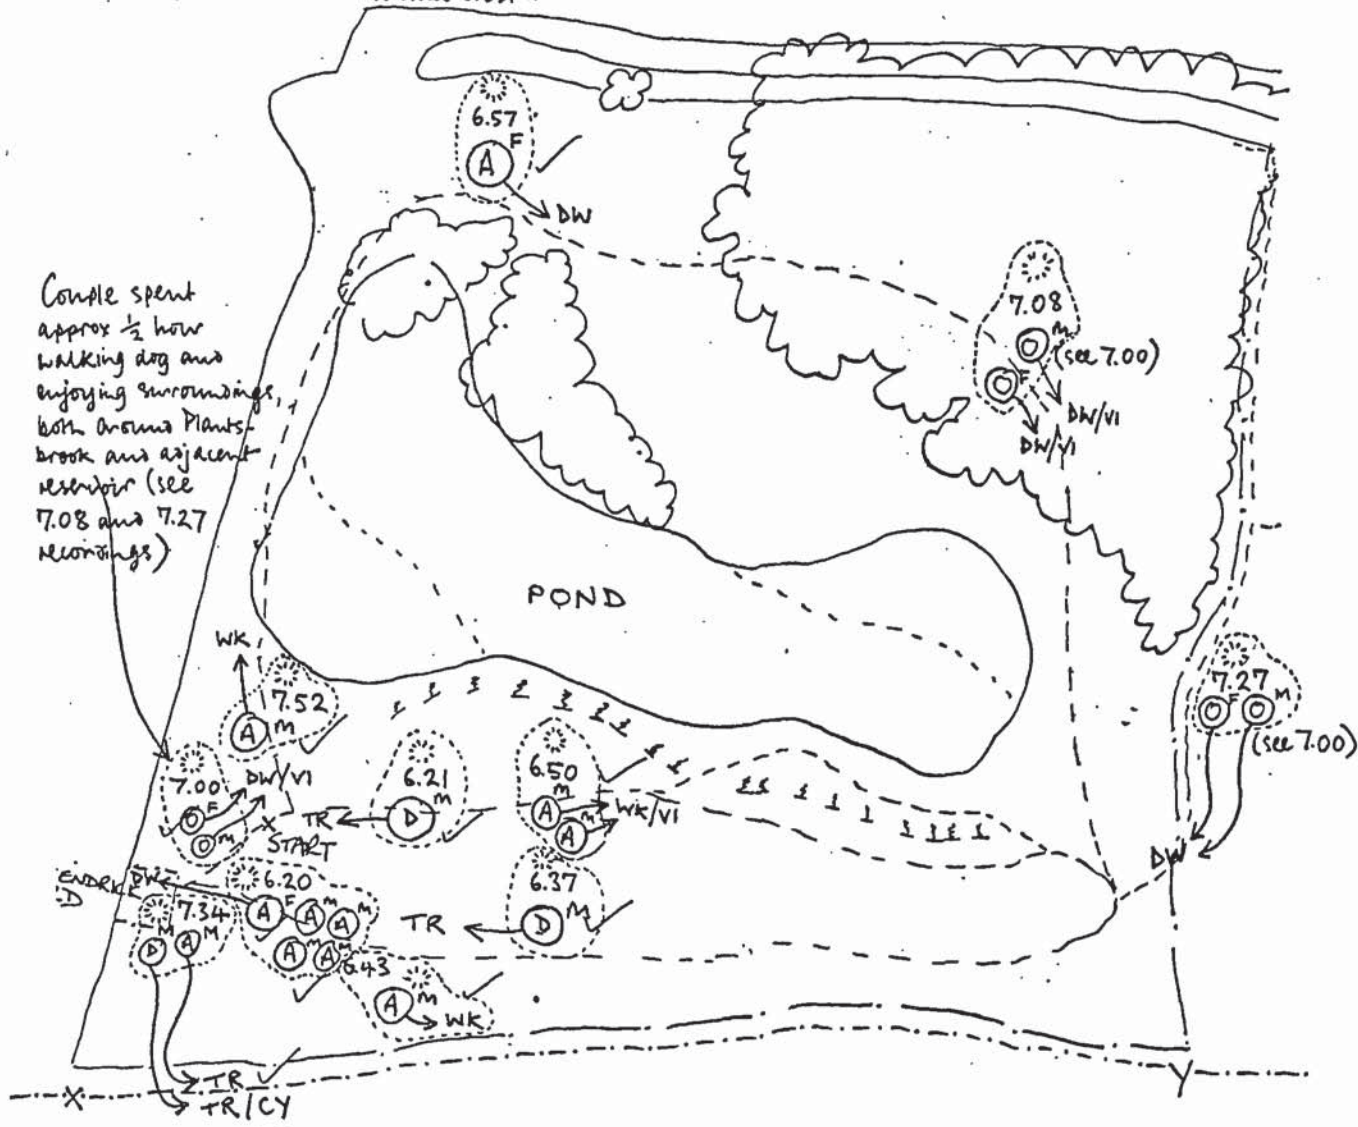 6.57
F
A
DW
7.08
M
O
(see 7.00)
F
O
DW/VI
DW/VI
Couple spent
approx ½ hour
walking dog and
enjoying surroundings,
both around Plants-
brook and adjacent
reservoir (see
7.08 and 7.27
recordings)
POND
WK
7.52
A M
7.27
F M
O O
(see 7.00)
DW
7.00
F
O
O M
DW/VI
X
START
6.21
M
D
TR
6.50
M
A
M
A
WK/VI
6.20
DW
A F A M A M
A M A M
6.37
M
D
TR
7.34
M M
D A
6.43
A M
WK
TR
TR/CY
X
Y